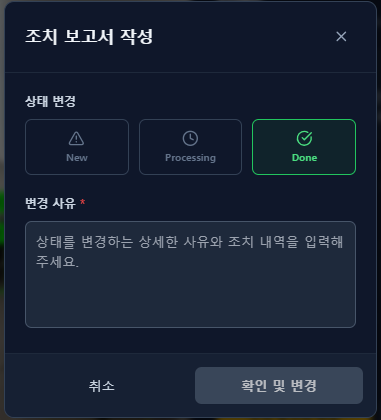 조치 보고서 작성
상태 변경
New
Processing
Done
변경 사유 *
상태를 변경하는 상세한 사유와 조치 내역을 입력해
주세요.
취소
확인 및 변경